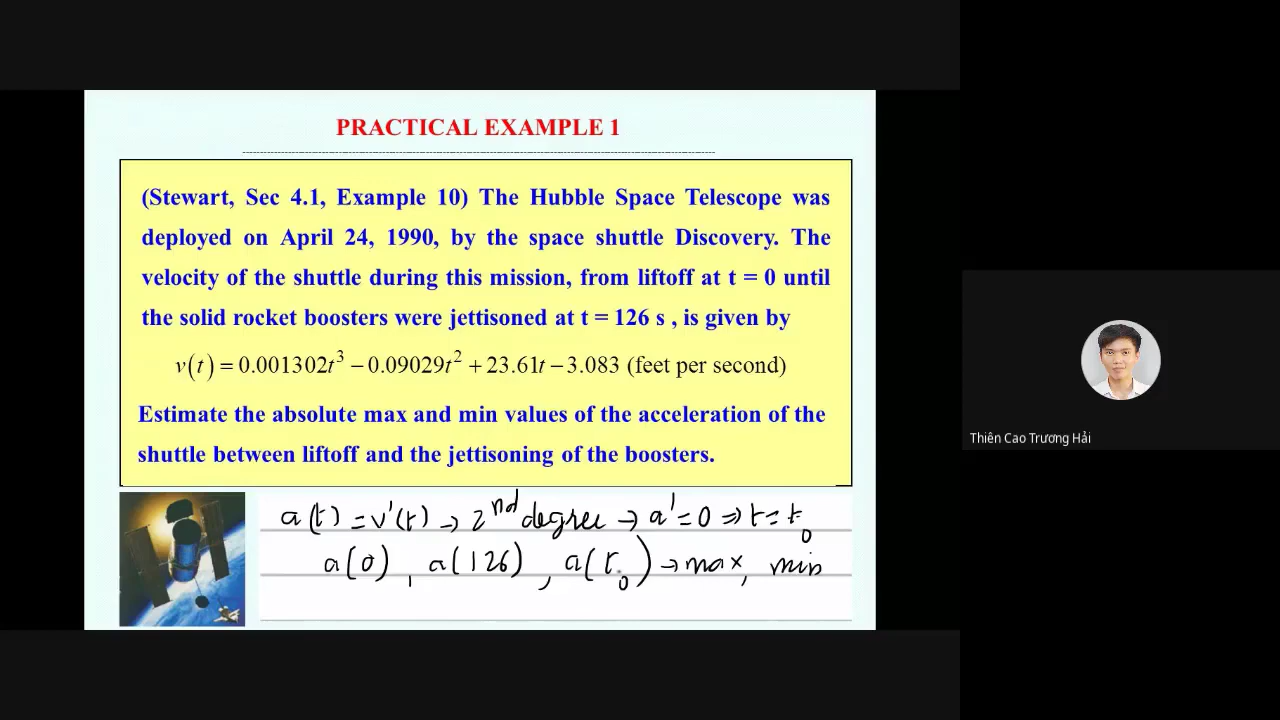 PRACTICAL EXAMPLE 1
(Stewart, Sec 4.1, Example 10) The Hubble Space Telescope was
deployed on April 24, 1990, by the space shuttle Discovery. The
velocity of the shuttle during this mission, from liftoff at t = 0 until
the solid rocket boosters were jettisoned at t = 126 s , is given by
v(t) = 0.001302t³ − 0.09029t² + 23.61t − 3.083 (feet per second)
Estimate the absolute max and min values of the acceleration of the
shuttle between liftoff and the jettisoning of the boosters.
a(t) = v'(t) → 2nd degree → a' = 0 ⇒ t = t₀
a(0), a(126), a(t₀) → max, min
Thiên Cao Trương Hải